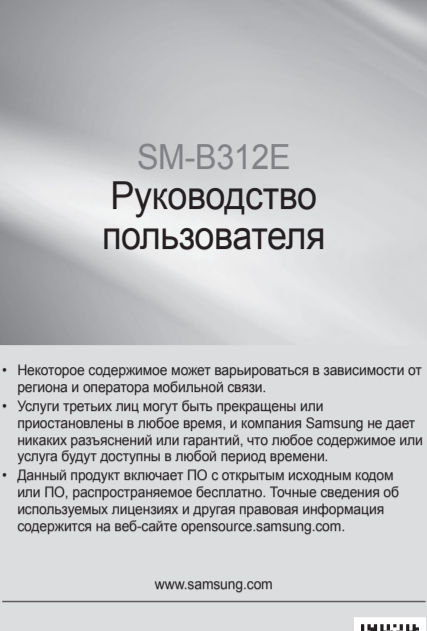 SM-B312E
Руководство
пользователя
• Некоторое содержимое может варьироваться в зависимости от
региона и оператора мобильной связи.
• Услуги третьих лиц могут быть прекращены или
приостановлены в любое время, и компания Samsung не дает
никаких разъяснений или гарантий, что любое содержимое или
услуга будут доступны в любой период времени.
• Данный продукт включает ПО с открытым исходным кодом
или ПО, распространяемое бесплатно. Точные сведения об
используемых лицензиях и другая правовая информация
содержится на веб-сайте opensource.samsung.com.
www.samsung.com